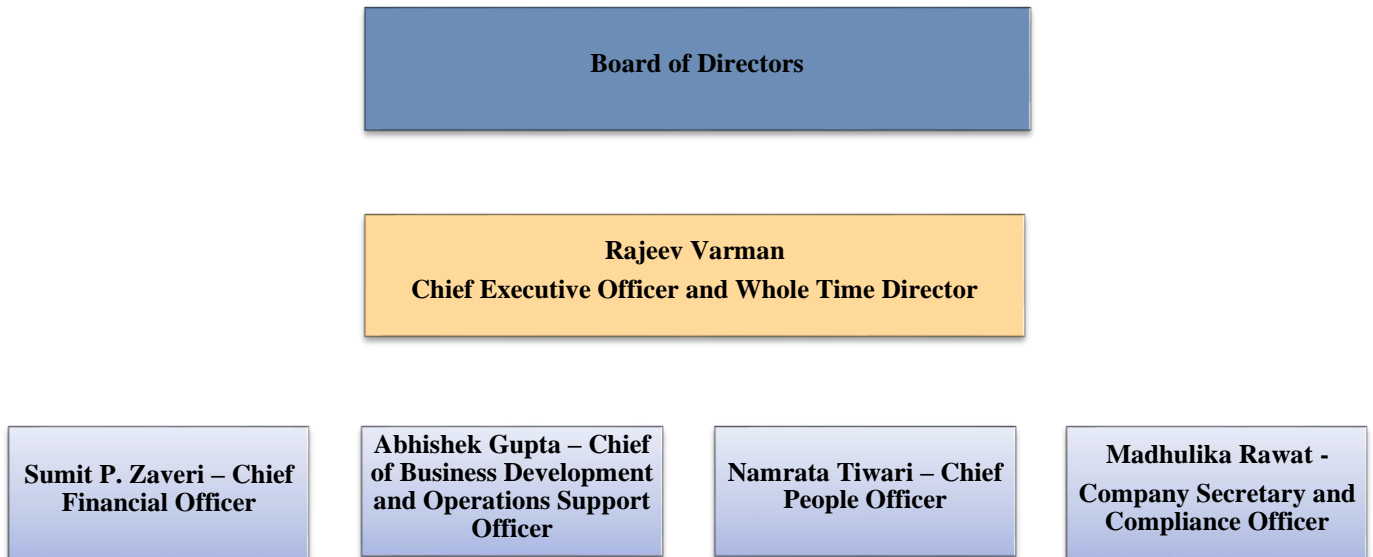 Board of Directors
Rajeev Varman
Chief Executive Officer and Whole Time Director
Sumit P. Zaveri – Chief
Financial Officer
Abhishek Gupta – Chief
of Business Development
and Operations Support
Officer
Namrata Tiwari – Chief
People Officer
Madhulika Rawat -
Company Secretary and
Compliance Officer